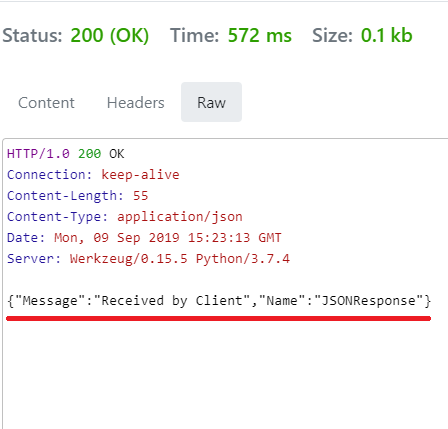 Status: 200 (OK) Time: 572 ms Size: 0.1 kb
Content Headers Raw
HTTP/1.0 200 OK
Connection: keep-alive
Content-Length: 55
Content-Type: application/json
Date: Mon, 09 Sep 2019 15:23:13 GMT
Server: Werkzeug/0.15.5 Python/3.7.4
{"Message":"Received by Client","Name":"JSONResponse"}